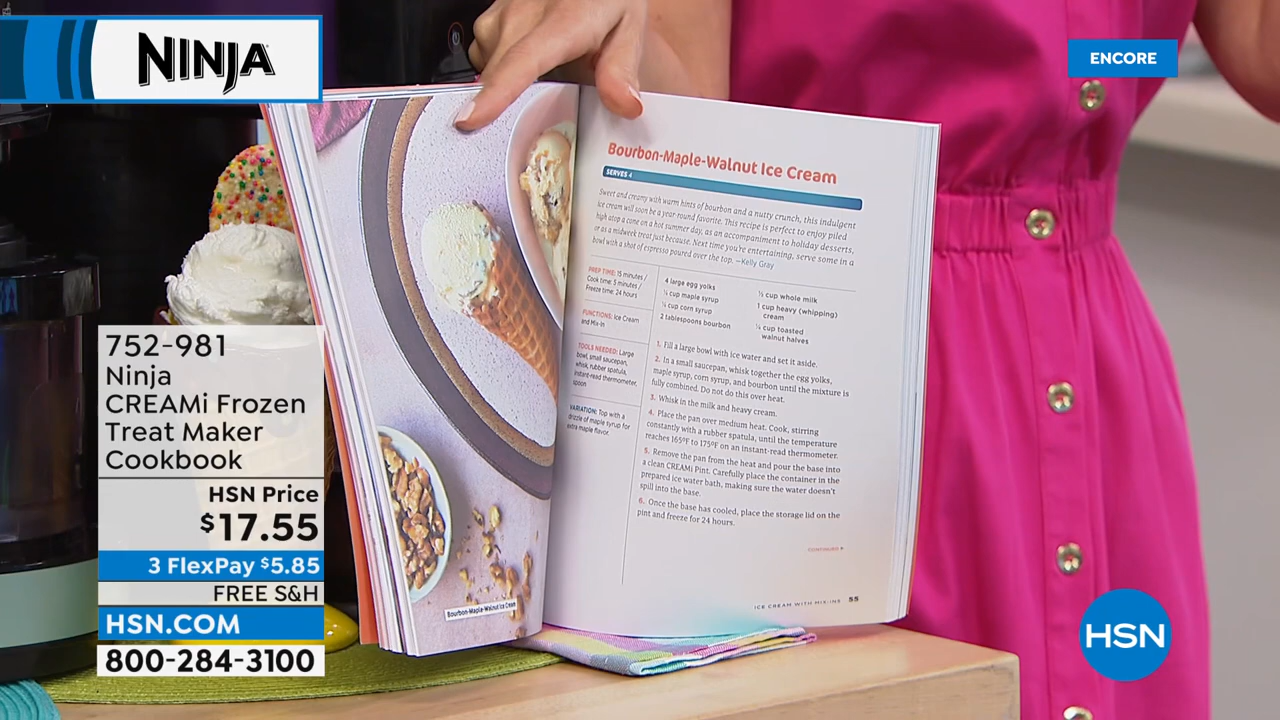 NINJA
ENCORE
752-981
Ninja
CREAMi Frozen
Treat Maker
Cookbook
HSN Price
$17.55
3 FlexPay $5.85
FREE S&H
HSN.COM
800-284-3100
Bourbon-Maple-Walnut Ice Cream
Bourbon-Maple-Walnut Ice Cream
SERVES 4
Sweet and creamy with warm hints of bourbon and a nutty crunch, this indulgent
ice cream will soon be a year-round favorite. This recipe is perfect to enjoy piled
high atop a cone on a hot summer day, as an accompaniment to holiday desserts,
or as a midweek treat just because. Next time you're entertaining, serve some in a
bowl with a shot of espresso poured over the top. —Kelly Gray
PREP TIME: 15 minutes /
Cook time: 5 minutes /
Freeze time: 24 hours
FUNCTIONS: Ice Cream
and Mix-In
TOOLS NEEDED: Large
bowl, small saucepan,
whisk, rubber spatula,
instant-read thermometer,
spoon
VARIATION: Top with a
drizzle of maple syrup for
extra maple flavor.
4 large egg yolks
cup maple syrup
cup corn syrup
2 tablespoons bourbon
cup whole milk
1 cup heavy (whipping)
cream
cup toasted
walnut halves
1. Fill a large bowl with ice water and set it aside.
2. In a small saucepan, whisk together the egg yolks,
maple syrup, corn syrup, and bourbon until the mixture is
fully combined. Do not do this over heat.
3. Whisk in the milk and heavy cream.
4. Place the pan over medium heat. Cook, stirring
constantly with a rubber spatula, until the temperature
reaches 165°F to 175°F on an instant-read thermometer.
5. Remove the pan from the heat and pour the base into
a clean CREAMi Pint. Carefully place the container in the
prepared ice water bath, making sure the water doesn't
spill into the base.
6. Once the base has cooled, place the storage lid on the
pint and freeze for 24 hours.
CONTINUED
ICE CREAM WITH MIX-INS 55
HSN